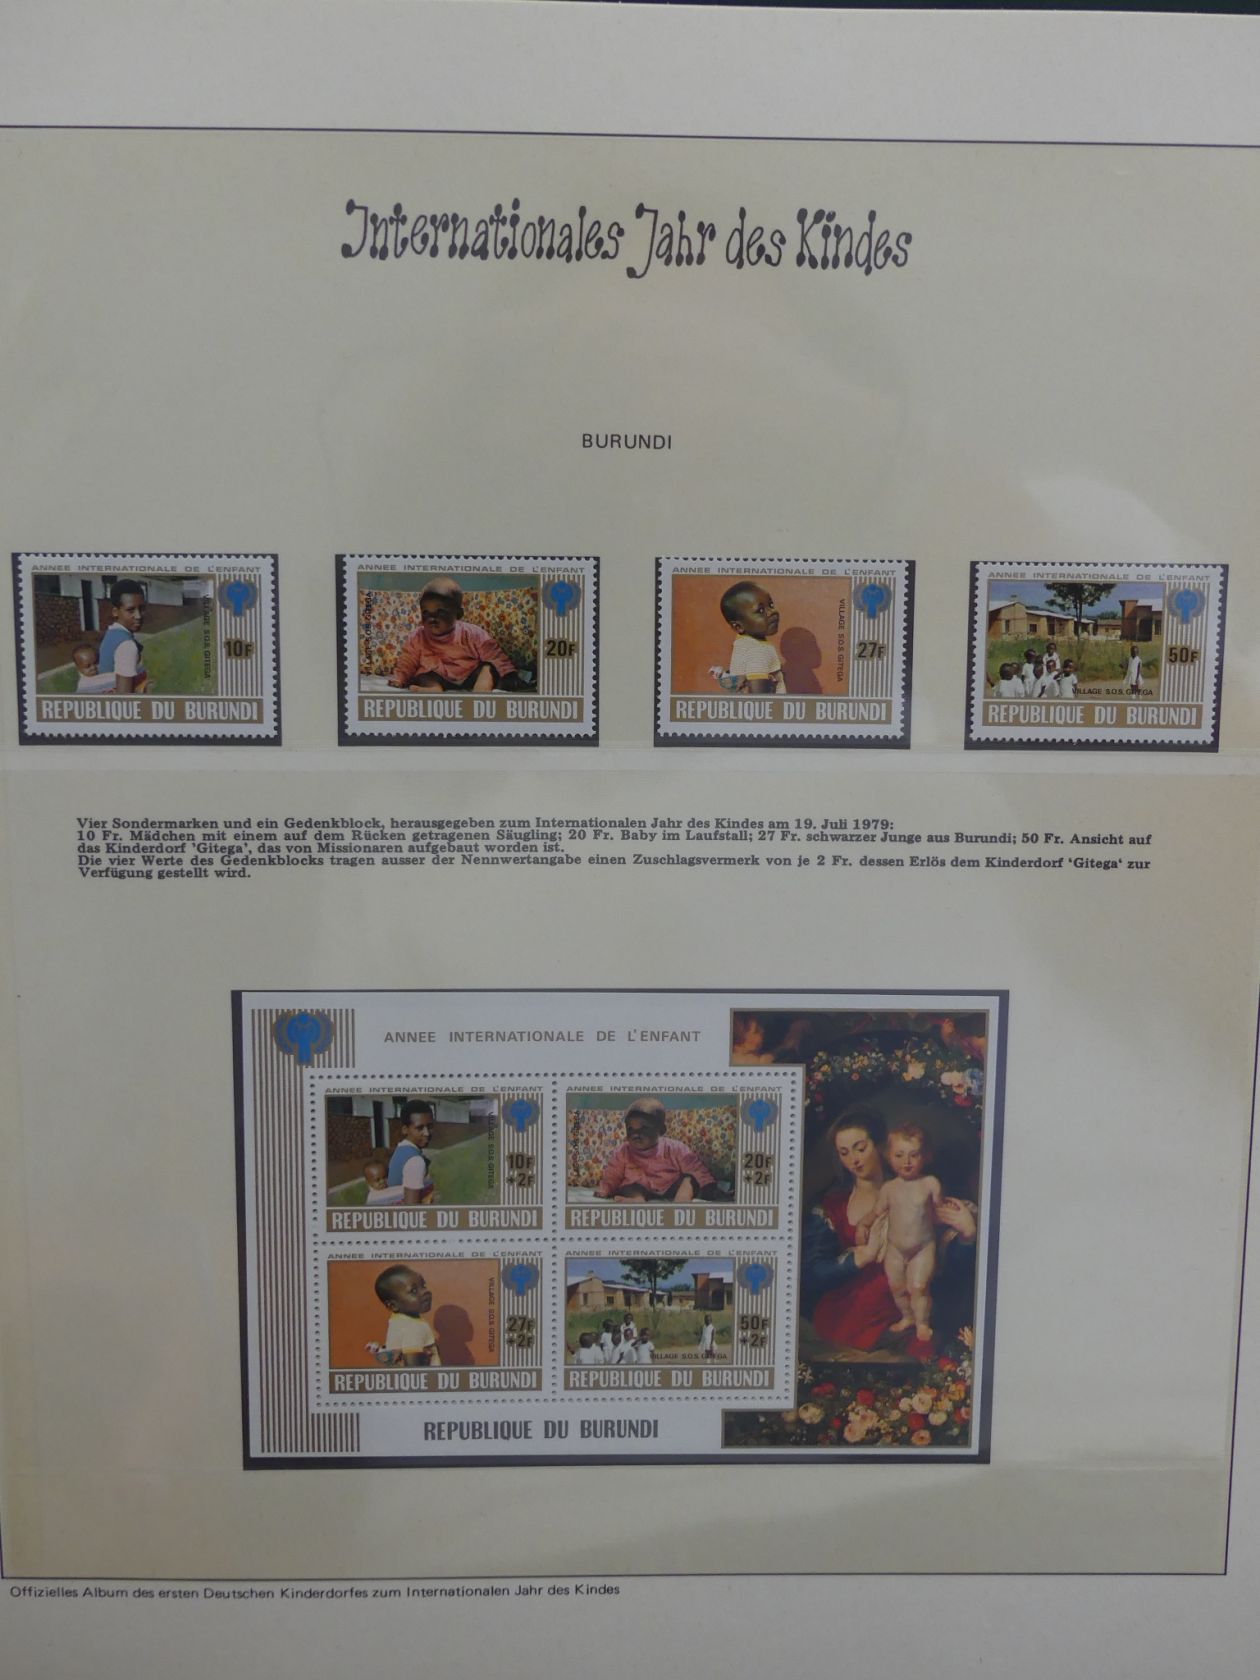 Internationales Jahr des Kindes
BURUNDI
ANNEE INTERNATIONALE DE L'ENFANT
VILLAGE S.O.S. GITEGA
10F
REPUBLIQUE DU BURUNDI
ANNEE INTERNATIONALE DE L'ENFANT
VILLAGE S.O.S. GITEGA
20F
REPUBLIQUE DU BURUNDI
ANNEE INTERNATIONALE DE L'ENFANT
VILLAGE S.O.S. GITEGA
27F
REPUBLIQUE DU BURUNDI
ANNEE INTERNATIONALE DE L'ENFANT
50F
VILLAGE S.O.S. GITEGA
REPUBLIQUE DU BURUNDI
Vier Sondermarken und ein Gedenkblock, herausgegeben zum Internationalen Jahr des Kindes am 19. Juli 1979:
10 Fr. Mädchen mit einem auf dem Rücken getragenen Säugling; 20 Fr. Baby im Laufstall; 27 Fr. schwarzer Junge aus Burundi; 50 Fr. Ansicht auf
das Kinderdorf 'Gitega', das von Missionaren aufgebaut worden ist.
Die vier Werte des Gedenkblocks tragen ausser der Nennwertangabe einen Zuschlagsvermerk von je 2 Fr. dessen Erlös dem Kinderdorf 'Gitega' zur
Verfügung gestellt wird.
ANNEE INTERNATIONALE DE L'ENFANT
ANNEE INTERNATIONALE DE L'ENFANT
VILLAGE S.O.S. GITEGA
10F
+2F
REPUBLIQUE DU BURUNDI
ANNEE INTERNATIONALE DE L'ENFANT
VILLAGE S.O.S. GITEGA
20F
+2F
REPUBLIQUE DU BURUNDI
ANNEE INTERNATIONALE DE L'ENFANT
VILLAGE S.O.S. GITEGA
27F
+2F
REPUBLIQUE DU BURUNDI
ANNEE INTERNATIONALE DE L'ENFANT
50F
+2F
VILLAGE S.O.S. GITEGA
REPUBLIQUE DU BURUNDI
REPUBLIQUE DU BURUNDI
Offizielles Album des ersten Deutschen Kinderdorfes zum Internationalen Jahr des Kindes